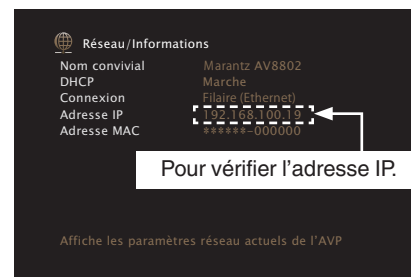 Réseau/Informations
Nom convivial Marantz AV8802
DHCP Marche
Connexion Filaire (Ethernet)
Adresse IP 192.168.100.19
Adresse MAC ******-000000
Pour vérifier l’adresse IP.
Affiche les paramètres réseau actuels de l’AVP